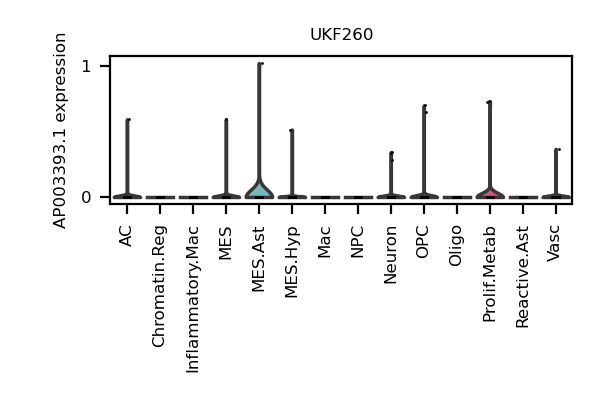 UKF260
AP003393.1 expression
1
0
AC
Chromatin.Reg
Inflammatory.Mac
MES
MES.Ast
MES.Hyp
Mac
NPC
Neuron
OPC
Oligo
Prolif.Metab
Reactive.Ast
Vasc